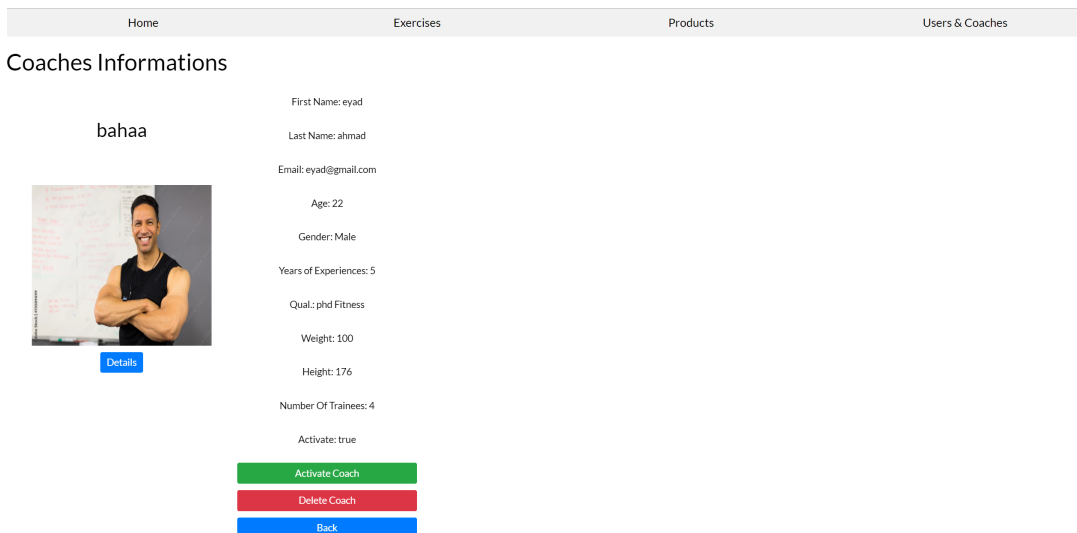 Home Exercises Products Users & Coaches
Coaches Informations
bahaa
Details
First Name: eyad
Last Name: ahmad
Email: eyad@gmail.com
Age: 22
Gender: Male
Years of Experiences: 5
Qual.: phd Fitness
Weight: 100
Height: 176
Number Of Trainees: 4
Activate: true
Activate Coach
Delete Coach
Back